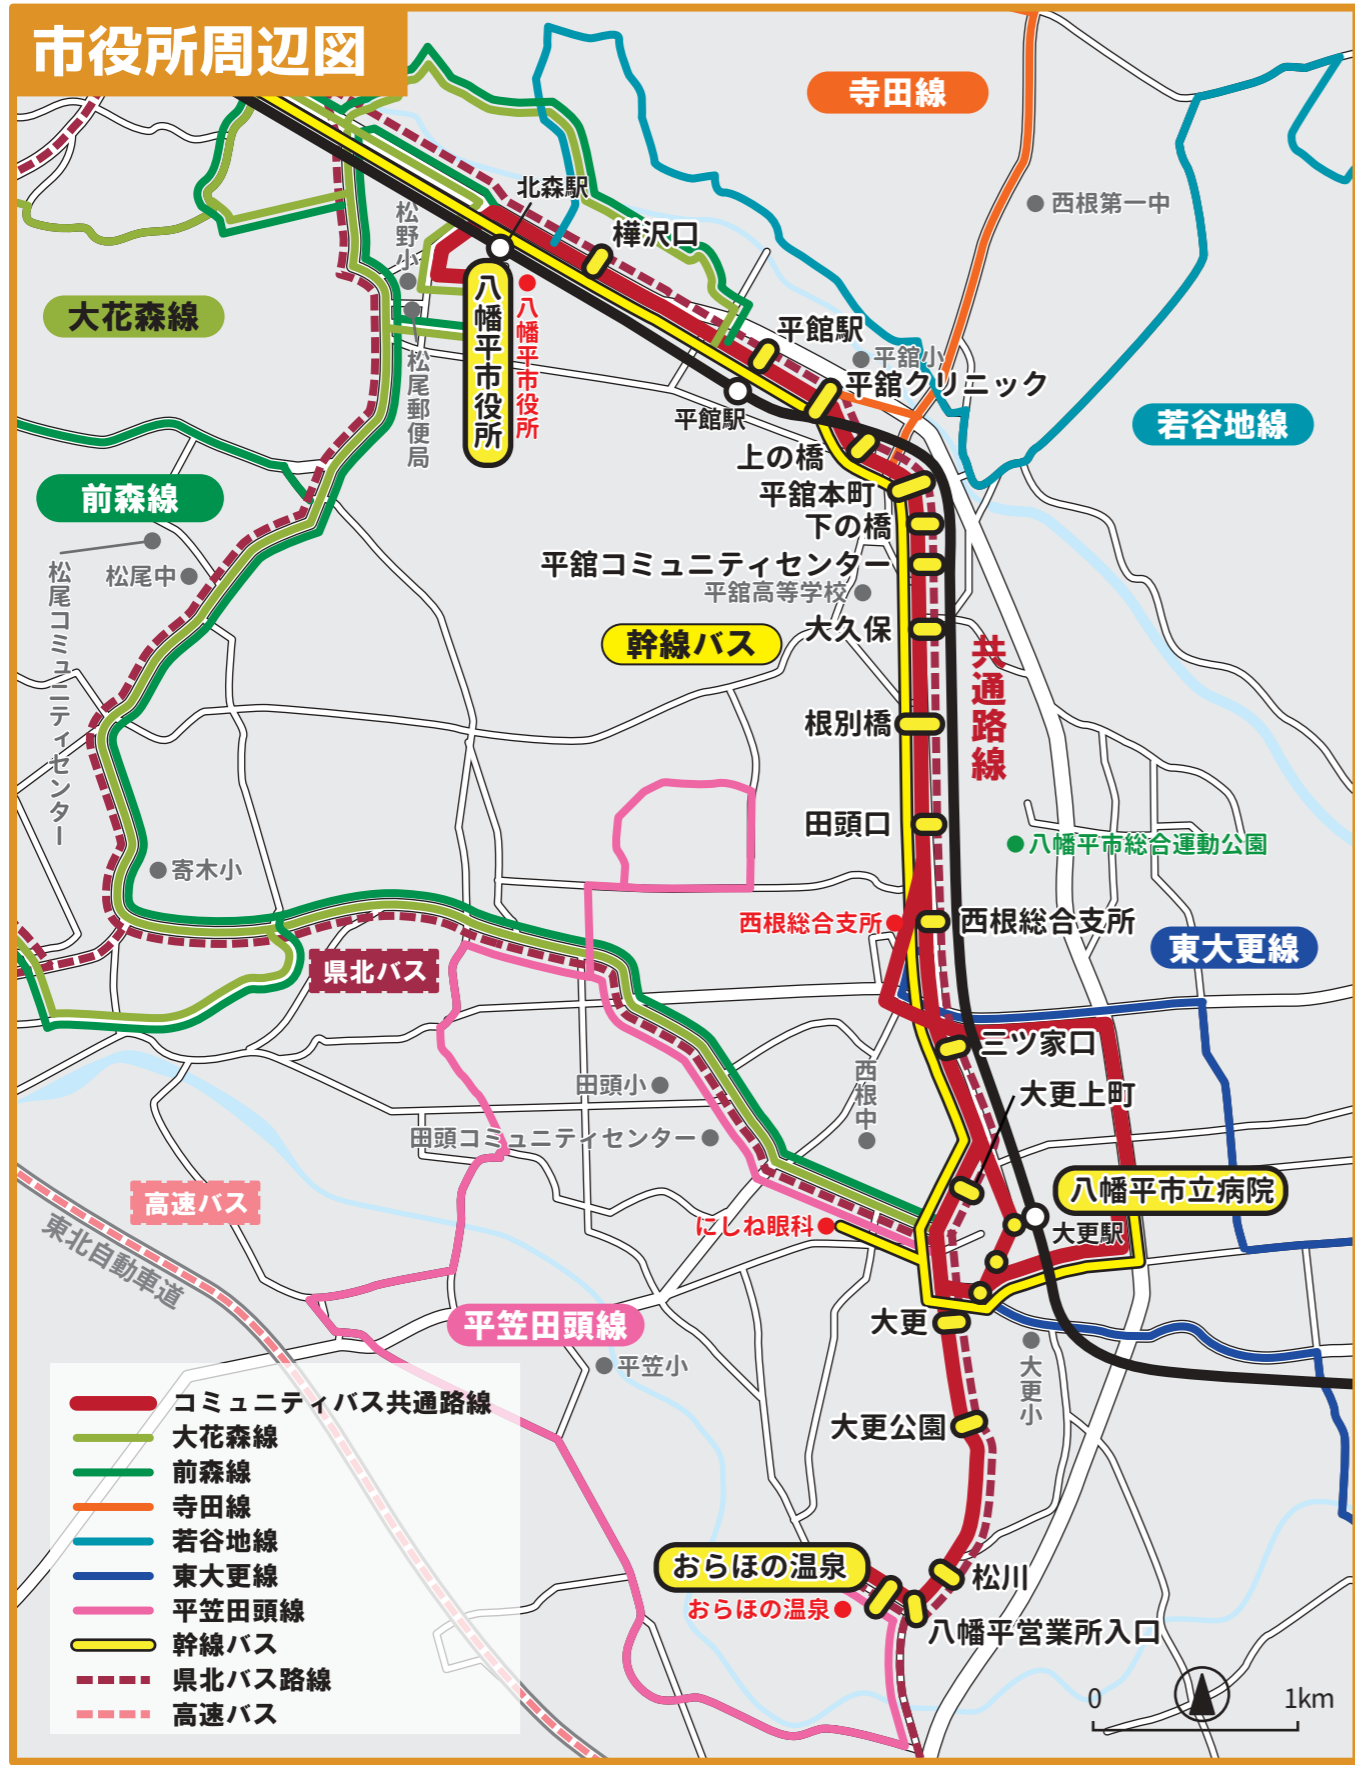 市役所周辺図
寺田線
北森駅
西根第一中
松野小
樺沢口
大花森線
八幡平市役所
八幡平市役所
平館駅
平舘小
平舘クリニック
松尾郵便局
平館駅
若谷地線
上の橋
前森線
平舘本町
下の橋
松尾コミュニティセンター
松尾中
平舘コミュニティセンター
平舘高等学校
大久保
幹線バス
共通路線
根別橋
田頭口
八幡平市総合運動公園
寄木小
西根総合支所
西根総合支所
東大更線
県北バス
三ツ家口
田頭小
西根中
大更上町
田頭コミュニティセンター
高速バス
八幡平市立病院
東北自動車道
にしね眼科
大更駅
平笠田頭線
大更
平笠小
大更小
大更公園
コミュニティバス共通路線
大花森線
前森線
寺田線
若谷地線
東大更線
平笠田頭線
幹線バス
県北バス路線
高速バス
おらほの温泉
松川
おらほの温泉
八幡平営業所入口
0
1km